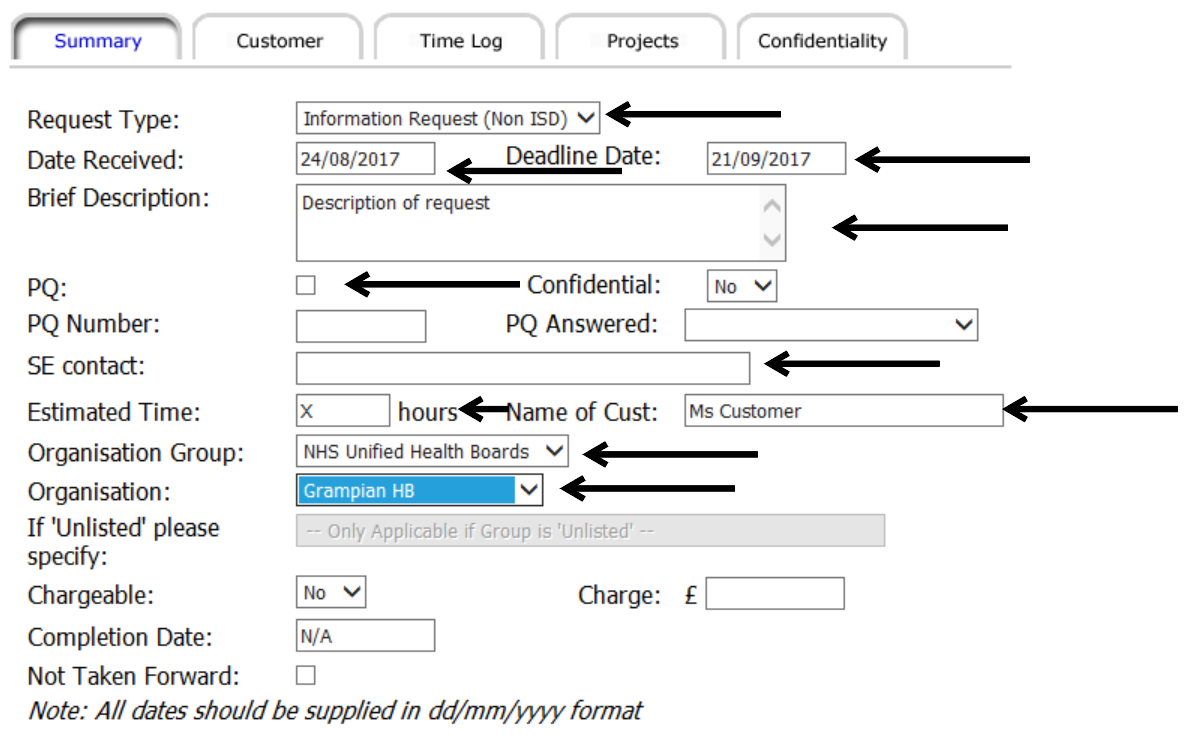 Summary Customer Time Log Projects Confidentiality
Request Type: Information Request (Non ISD)
Date Received: 24/08/2017 Deadline Date: 21/09/2017
Brief Description: Description of request
PQ: Confidential: No
PQ Number: PQ Answered:
SE contact:
Estimated Time: X hours Name of Cust: Ms Customer
Organisation Group: NHS Unified Health Boards
Organisation: Grampian HB
If 'Unlisted' please -- Only Applicable if Group is 'Unlisted' --
specify:
Chargeable: No Charge: £
Completion Date: N/A
Not Taken Forward:
Note: All dates should be supplied in dd/mm/yyyy format